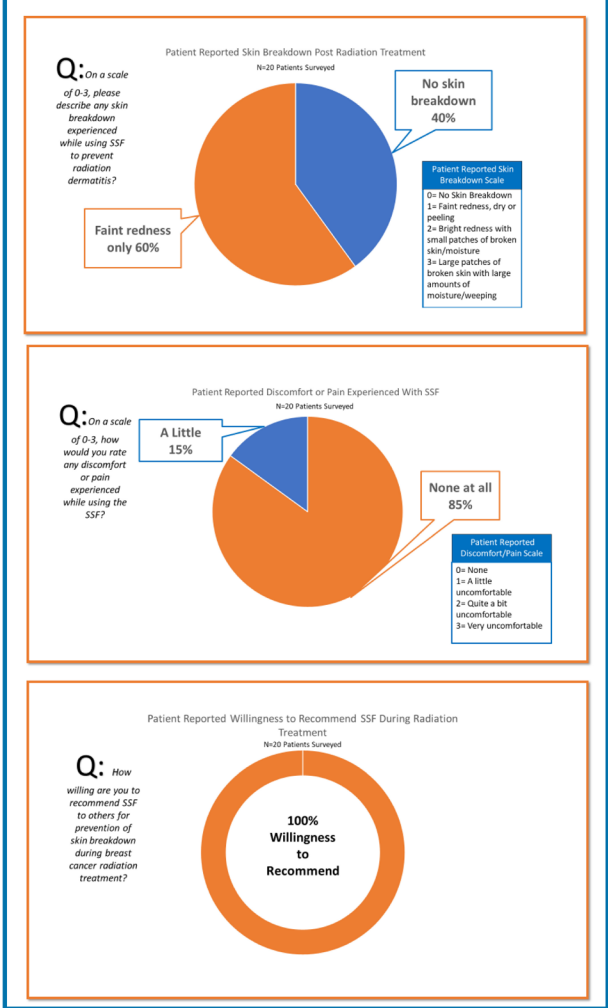 Patient Reported Skin Breakdown Post Radiation Treatment
N=20 Patients Surveyed
Q: On a scale
of 0-3, please
describe any skin
breakdown
experienced
while using SSF
to prevent
radiation
dermatitis?
No skin
breakdown
40%
Faint redness
only 60%
Patient Reported Skin
Breakdown Scale
0= No Skin Breakdown
1= Faint redness, dry or
peeling
2= Bright redness with
small patches of broken
skin/moisture
3= Large patches of
broken skin with large
amounts of
moisture/weeping
Patient Reported Discomfort or Pain Experienced With SSF
N=20 Patients Surveyed
Q: On a scale
of 0-3, how
would you rate
any discomfort
or pain
experienced
while using the
SSF?
A Little
15%
None at all
85%
Patient Reported
Discomfort/Pain Scale
0= None
1= A little
uncomfortable
2= Quite a bit
uncomfortable
3= Very uncomfortable
Patient Reported Willingness to Recommend SSF During Radiation
Treatment
N=20 Patients Surveyed
Q: How
willing are you to
recommend SSF
to others for
prevention of
skin breakdown
during breast
cancer radiation
treatment?
100%
Willingness
to
Recommend